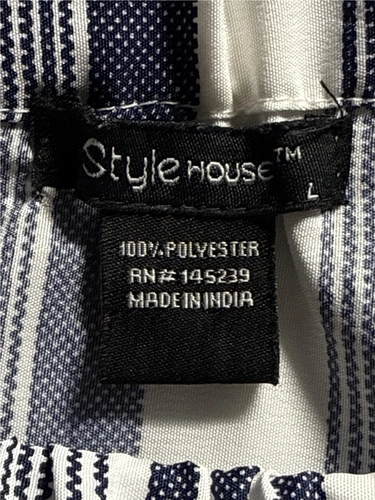 Style HOUSE™
L
100% POLYESTER
RN# 145239
MADE IN INDIA